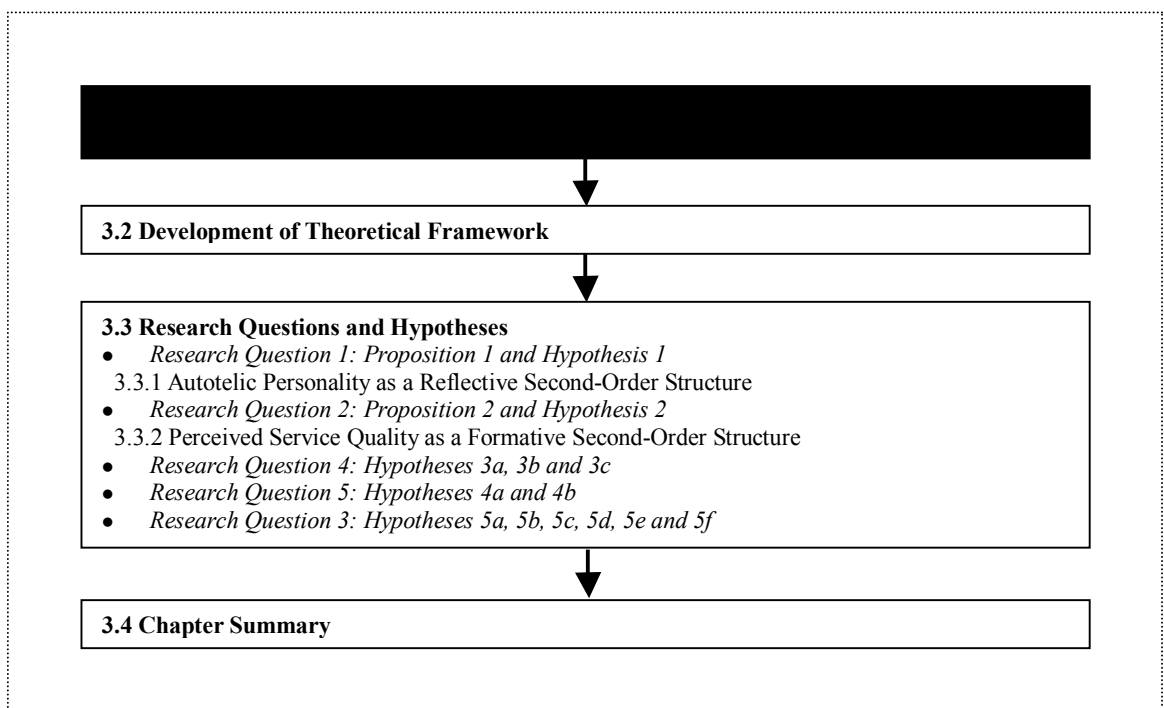 3.2 Development of Theoretical Framework
3.3 Research Questions and Hypotheses
● Research Question 1: Proposition 1 and Hypothesis 1
3.3.1 Autotelic Personality as a Reflective Second-Order Structure
● Research Question 2: Proposition 2 and Hypothesis 2
3.3.2 Perceived Service Quality as a Formative Second-Order Structure
● Research Question 4: Hypotheses 3a, 3b and 3c
● Research Question 5: Hypotheses 4a and 4b
● Research Question 3: Hypotheses 5a, 5b, 5c, 5d, 5e and 5f
3.4 Chapter Summary